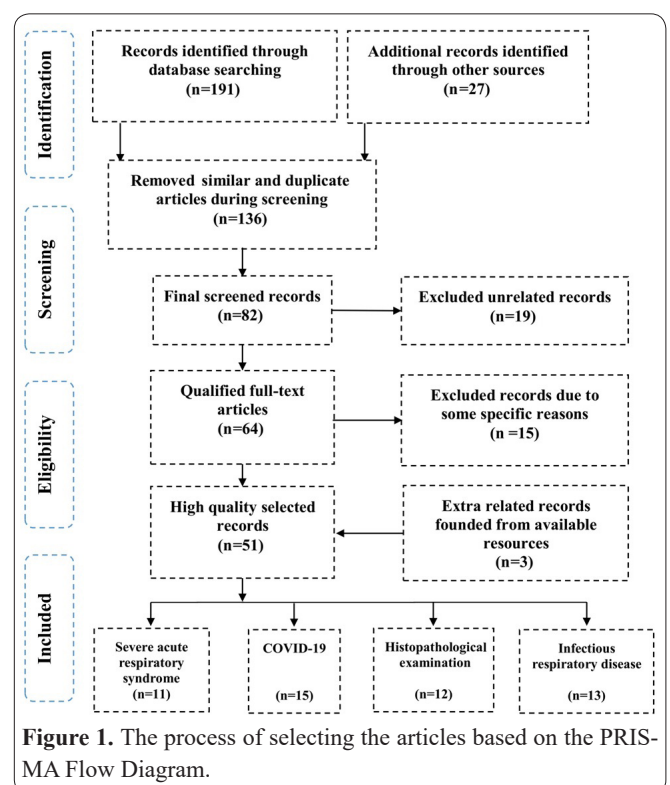 Identification
Records identified through
database searching
(n=191)
Additional records identified
through other sources
(n=27)
Removed similar and duplicate
articles during screening
(n=136)
Screening
Final screened records
(n=82)
Excluded unrelated records
(n=19)
Eligibility
Qualified full-text
articles
(n=64)
Excluded records due to
some specific reasons
(n =15)
High quality selected
records
(n=51)
Extra related records
founded from available
resources
(n=3)
Included
Severe acute
respiratory
syndrome
(n=11)
COVID-19
(n=15)
Histopathological
examination
(n=12)
Infectious
respiratory disease
(n=13)
Figure 1. The process of selecting the articles based on the PRIS-
MA Flow Diagram.